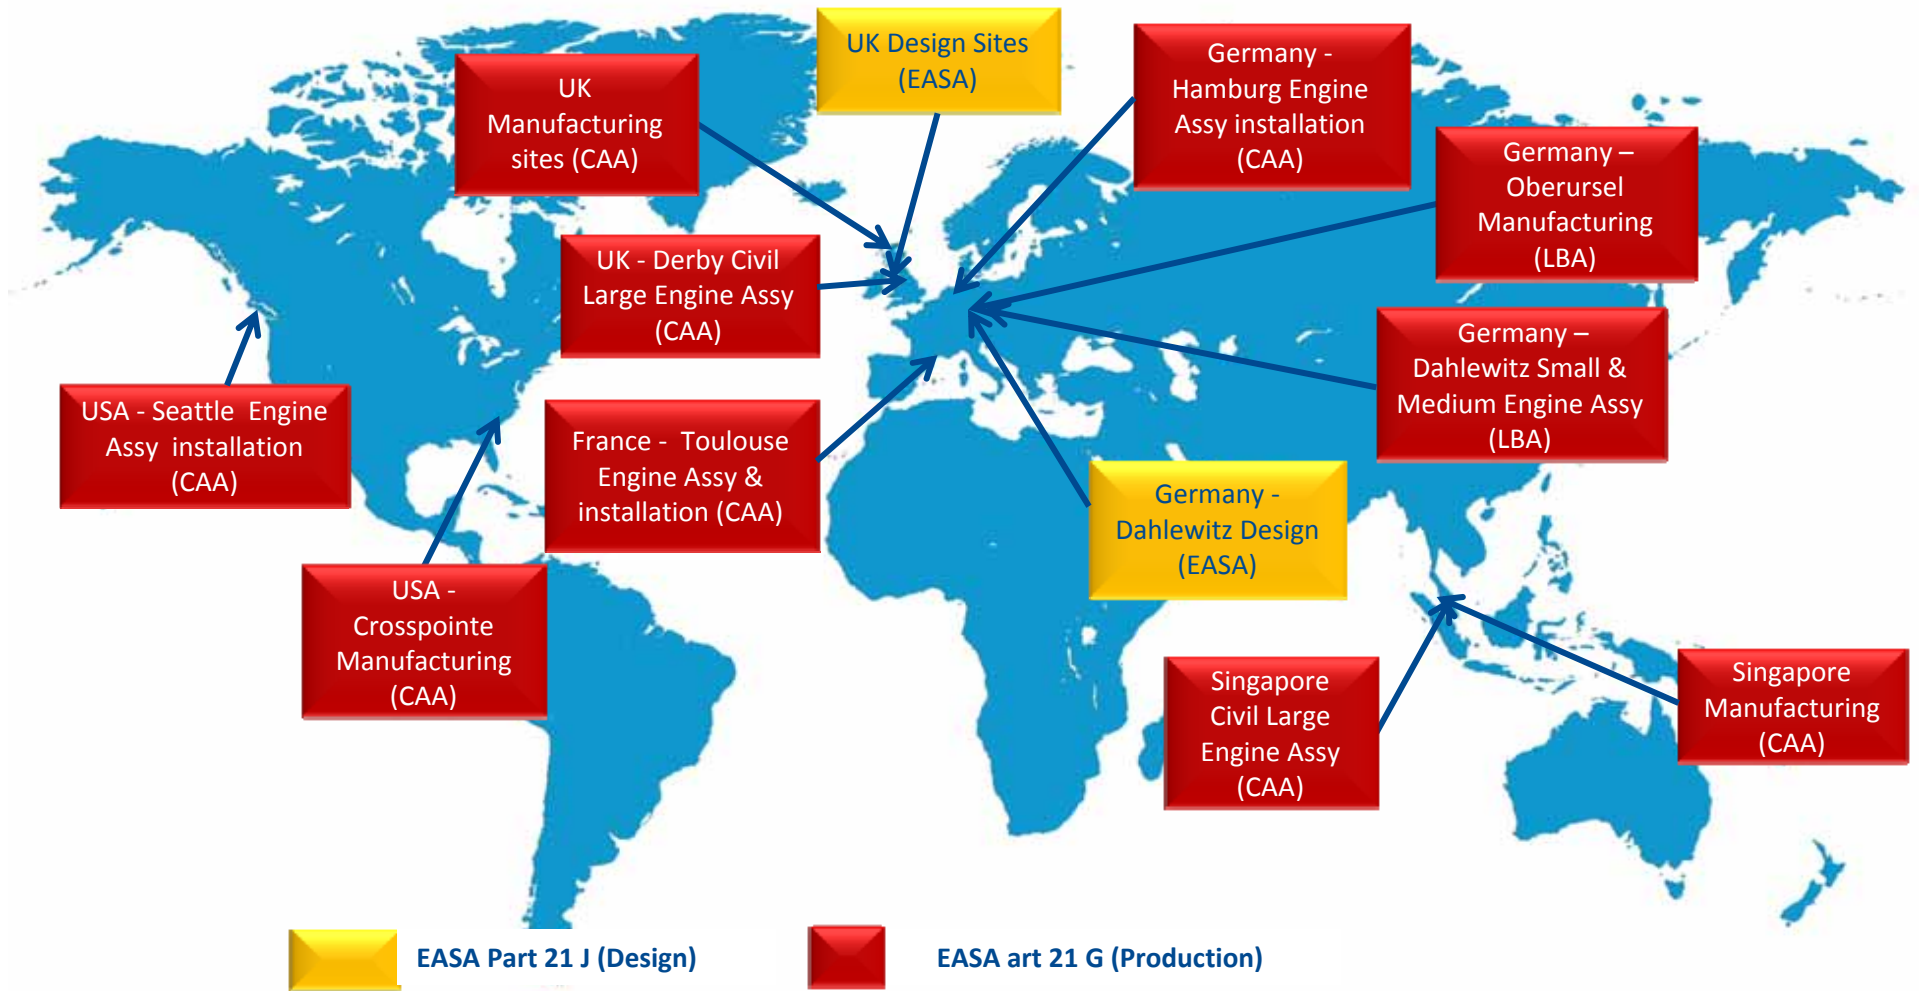 UK Design Sites
(EASA)
Germany -
Hamburg Engine
Assy installation
(CAA)
UK
Manufacturing
sites (CAA)
Germany –
Oberursel
Manufacturing
(LBA)
UK - Derby Civil
Large Engine Assy
(CAA)
Germany –
Dahlewitz Small &
Medium Engine Assy
(LBA)
USA - Seattle Engine
Assy installation
(CAA)
France - Toulouse
Engine Assy &
installation (CAA)
Germany -
Dahlewitz Design
(EASA)
USA -
Crosspointe
Manufacturing
(CAA)
Singapore
Civil Large
Engine Assy
(CAA)
Singapore
Manufacturing
(CAA)
EASA Part 21 J (Design)
EASA art 21 G (Production)